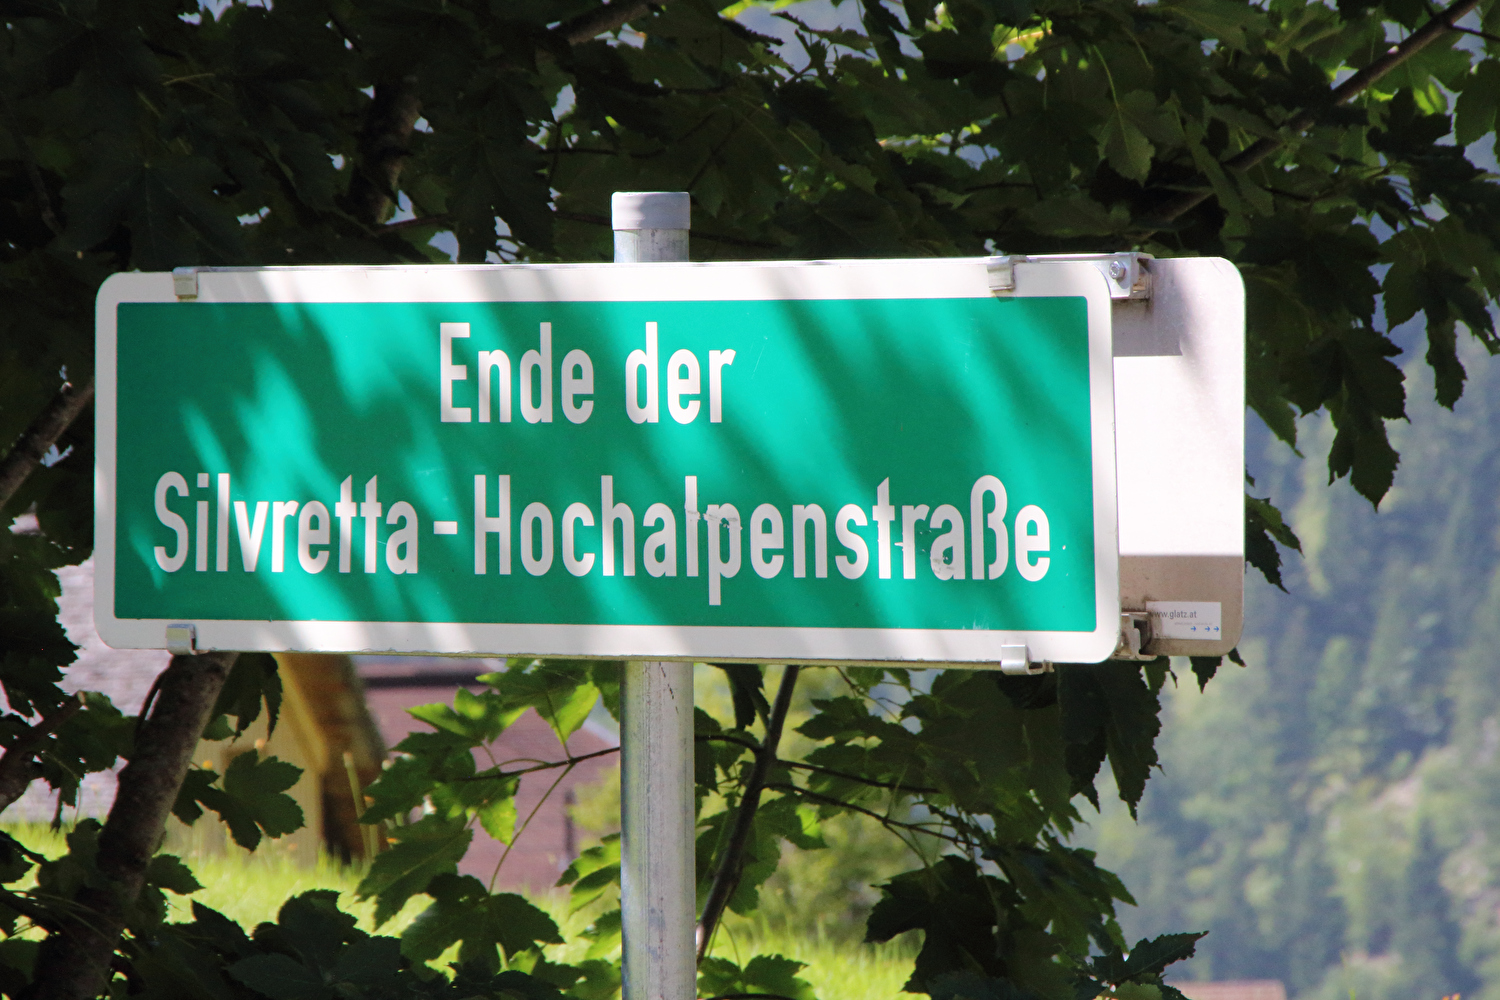 Ende der
Silvretta-Hochalpenstraße
www.glatz.at